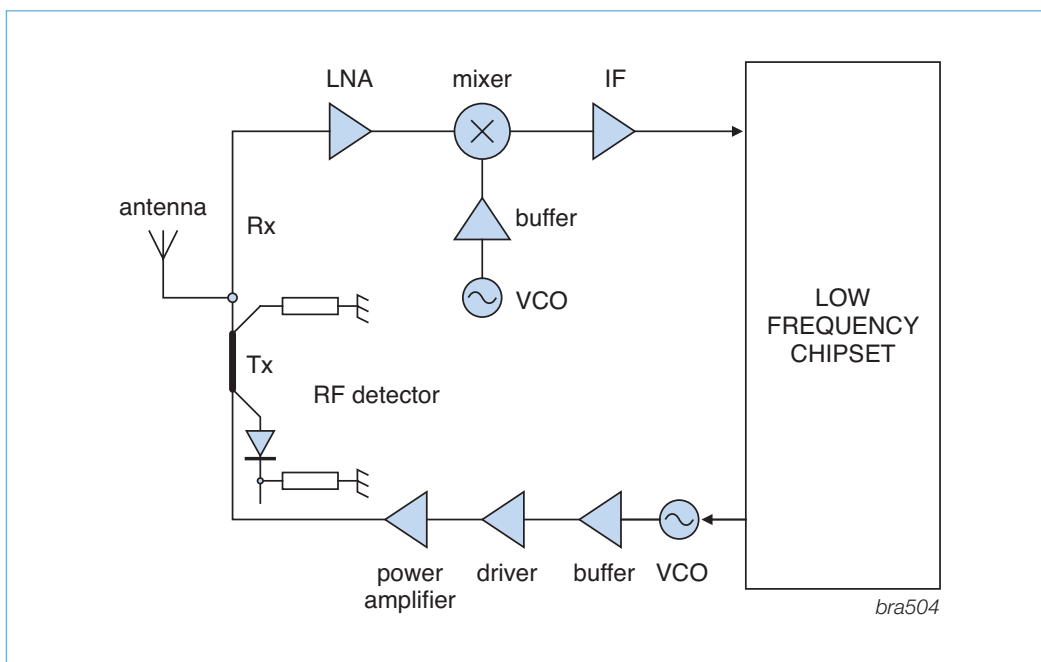 LNA
mixer
IF
antenna
Rx
buffer
VCO
LOW
FREQUENCY
CHIPSET
Tx
RF detector
power
amplifier
driver
buffer
VCO
bra504